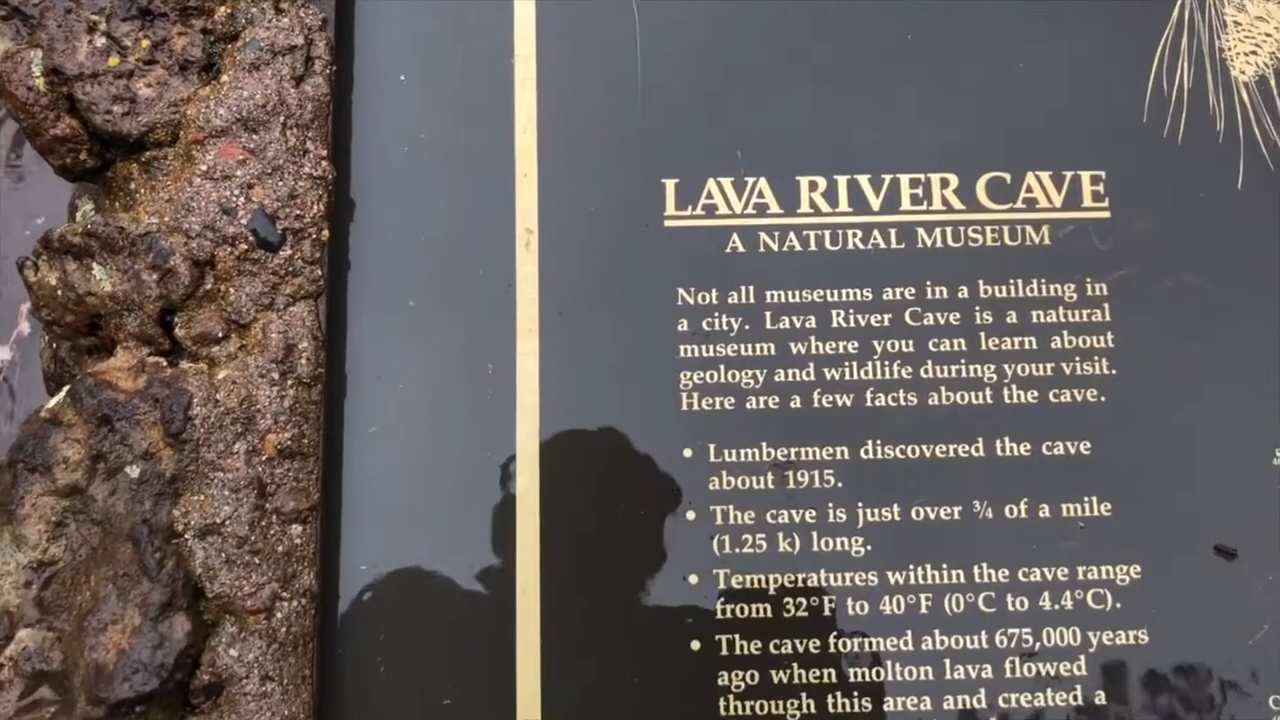 LAVA RIVER CAVE
A NATURAL MUSEUM
Not all museums are in a building in
a city. Lava River Cave is a natural
museum where you can learn about
geology and wildlife during your visit.
Here are a few facts about the cave.
• Lumbermen discovered the cave
about 1915.
• The cave is just over ¾ of a mile
(1.25 k) long.
• Temperatures within the cave range
from 32°F to 40°F (0°C to 4.4°C).
• The cave formed about 675,000 years
ago when molton lava flowed
through this area and created a